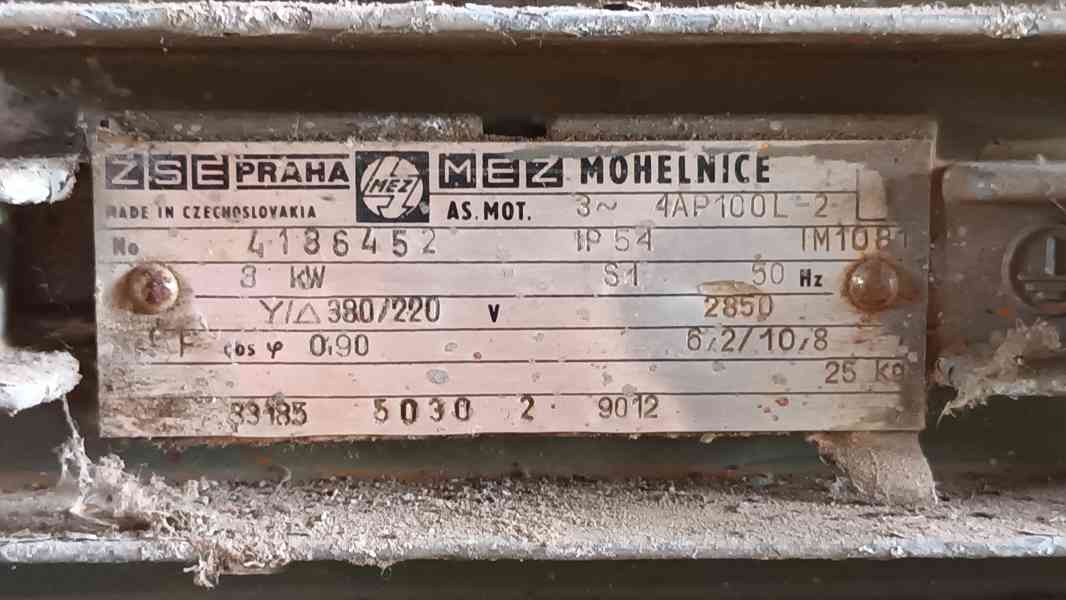 ZSE PRAHA MEZ MEZ MOHELNICE
MADE IN CZECHOSLOVAKIA AS. MOT. 3~ 4AP100L-2
No 4186452 IP 54 IM1081
3 kW S1 50 Hz
Y/△ 380/220 V 2850
F cos φ 0,90 6,2/10,8
25 kg
5030 2 9012